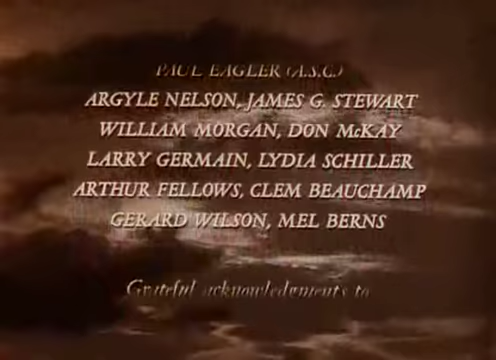 PAUL EAGLER (A.S.C.)
ARGYLE NELSON, JAMES G. STEWART
WILLIAM MORGAN, DON McKAY
LARRY GERMAIN, LYDIA SCHILLER
ARTHUR FELLOWS, CLEM BEAUCHAMP
GERARD WILSON, MEL BERNS
Grateful acknowledgments to